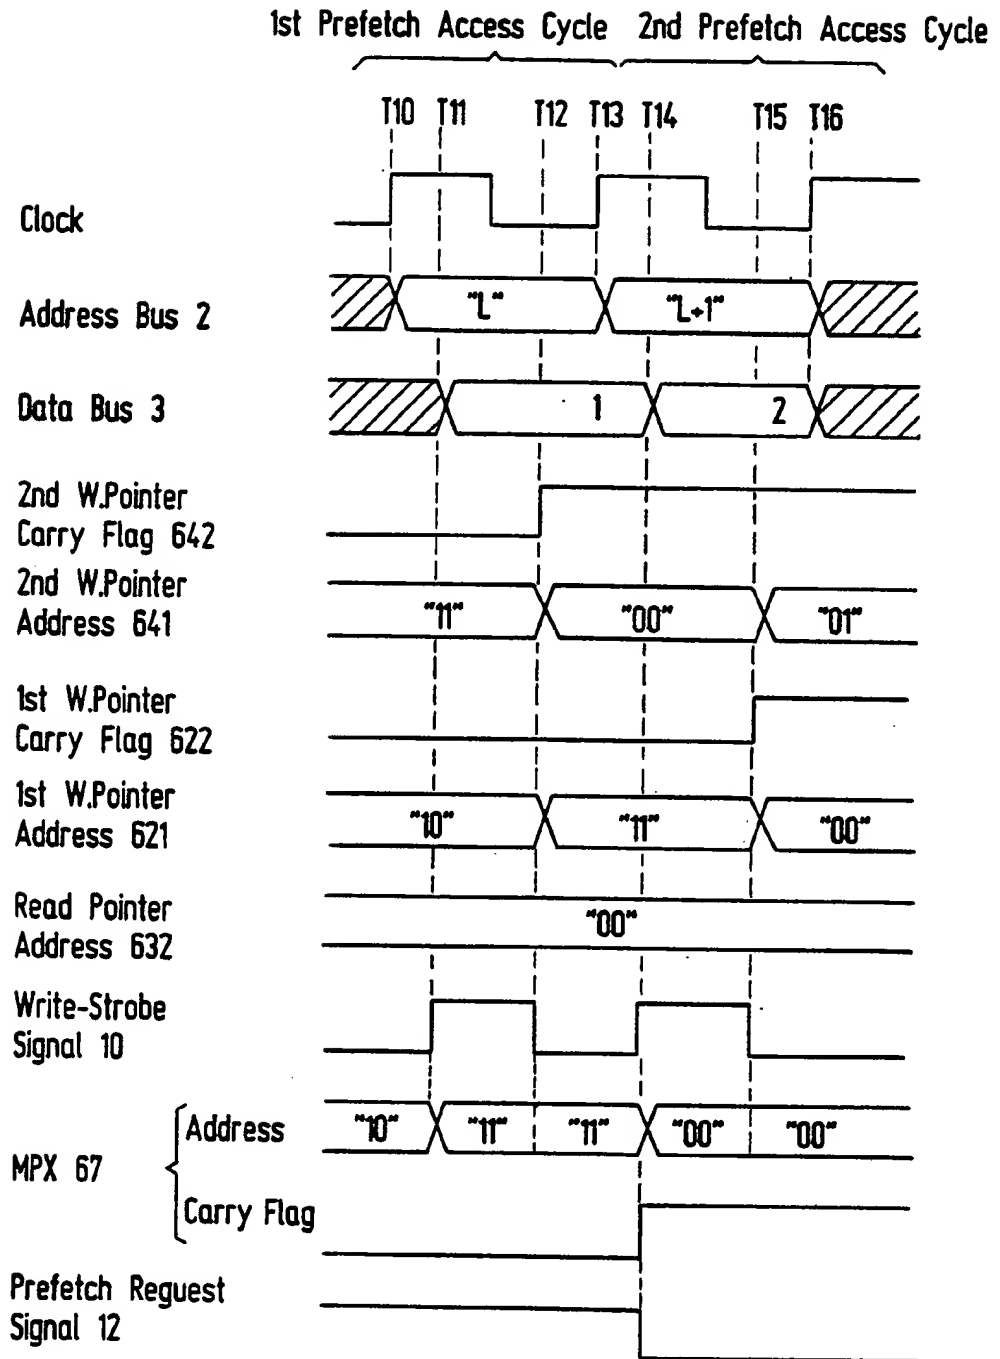 1st Prefetch Access Cycle 2nd Prefetch Access Cycle
T10 T11 T12 T13 T14 T15 T16
Clock
Address Bus 2 "L" "L+1"
Data Bus 3 1 2
2nd W.Pointer
Carry Flag 642
2nd W.Pointer
Address 641 "11" "00" "01"
1st W.Pointer
Carry Flag 622
1st W.Pointer
Address 621 "10" "11" "00"
Read Pointer
Address 632 "00"
Write-Strobe
Signal 10
MPX 67
Address "10" "11" "11" "00" "00"
Carry Flag
Prefetch Reguest
Signal 12